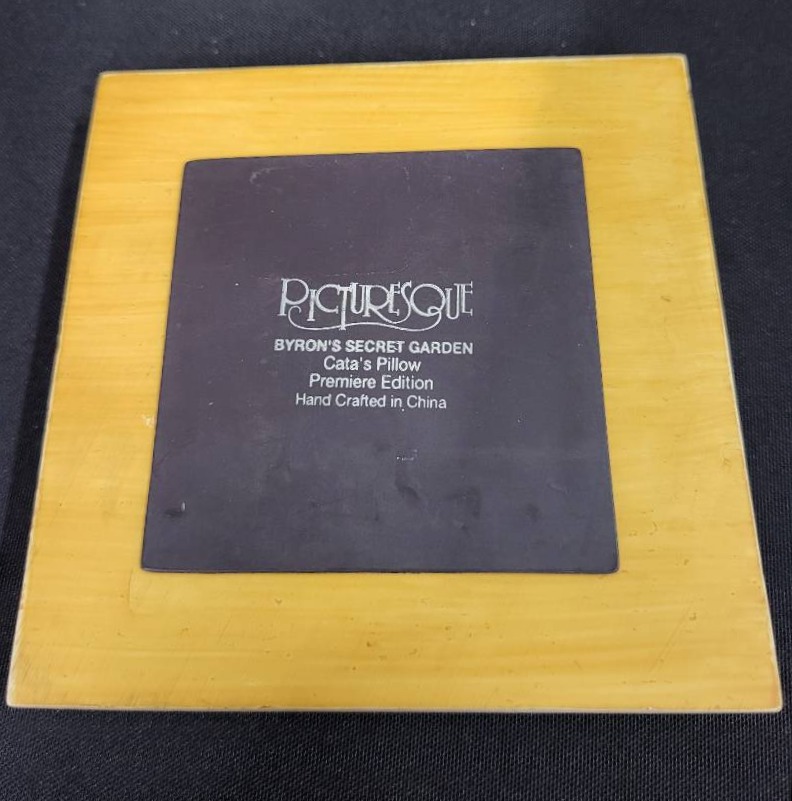 PICTURESQUE
BYRON'S SECRET GARDEN
Cata's Pillow
Premiere Edition
Hand Crafted in China